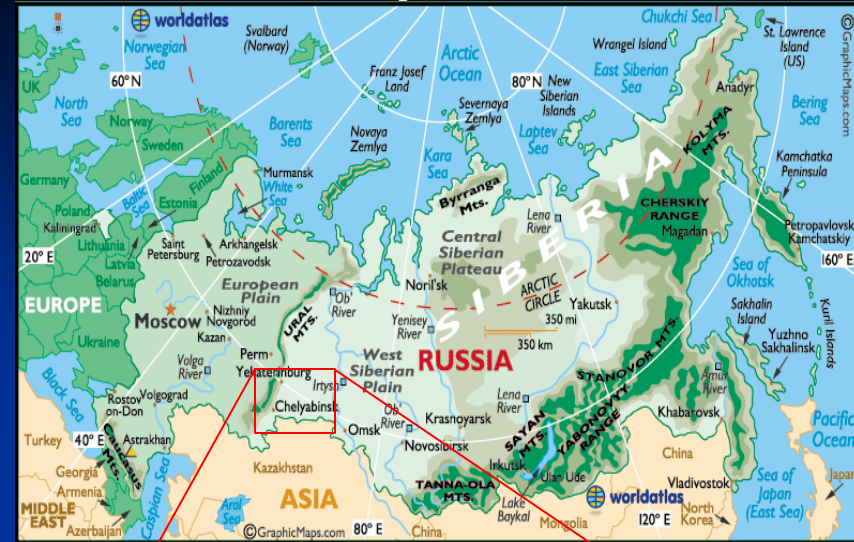 worldatlas
Chukchi Sea
St. Lawrence
Island
(US)
©GraphicMaps.com
Norwegian
Sea
Svalbard
(Norway)
Arctic
Ocean
Wrangel Island
East Siberian
Sea
60° N
80° N
Franz Josef
Land
New
Siberian
Islands
Severnaya
Zemlya
Anadyr
Bering
Sea
UK
North
Sea
Norway
Sweden
Finland
Barents
Sea
Novaya
Zemlya
Kara
Sea
Laptev
Sea
KOLYMA
MTS.
Kamchatka
Peninsula
Germany
Poland
Baltic
Sea
Estonia
Murmansk
White
Sea
Byrranga
Mts.
SIBERIA
CHERSKIY
RANGE
Magadan
Petropavlovsk
Kamchatskiy
Kaliningrad
Lithuania
Latvia
Belarus
Saint
Petersburg
Arkhangelsk
Petrozavodsk
Lena
River
Central
Siberian
Plateau
20° E
160° E
Sea of
Okhotsk
European
Plain
Noril'sk
ARCTIC
CIRCLE
Yakutsk
EUROPE
Moscow
Nizhniy
Novgorod
Kazan
URAL
MTS.
Ob'
River
Yenisey
River
350 mi
350 km
Sakhalin
Island
Kuril Islands
Ukraine
Perm
Volga
River
Yekaterinburg
West
Siberian
Plain
RUSSIA
STANOVOR MTS.
Yuzhno
Sakhalinsk
Black Sea
Rostov
on-Don
Volgograd
Irtysh
Chelyabinsk
Ob'
River
Krasnoyarsk
Lena
River
SAYAN
MTS.
YABONOVYY
RANGE
Amur
River
Khabarovsk
Pacific
Ocean
Turkey
40° E
Caucasus
Mts.
Astrakhan
Omsk
Novosibirsk
Irkutsk
Ulan Ude
China
Vladivostok
Georgia
Armenia
Azerbaijan
Caspian Sea
Kazakhstan
ASIA
Aral
Sea
TANNA-OLA
MTS.
Lake
Baykal
worldatlas
Sea of
Japan
(East Sea)
Japan
MIDDLE
EAST
©GraphicMaps.com
80° E
China
Mongolia
120° E
North
Korea